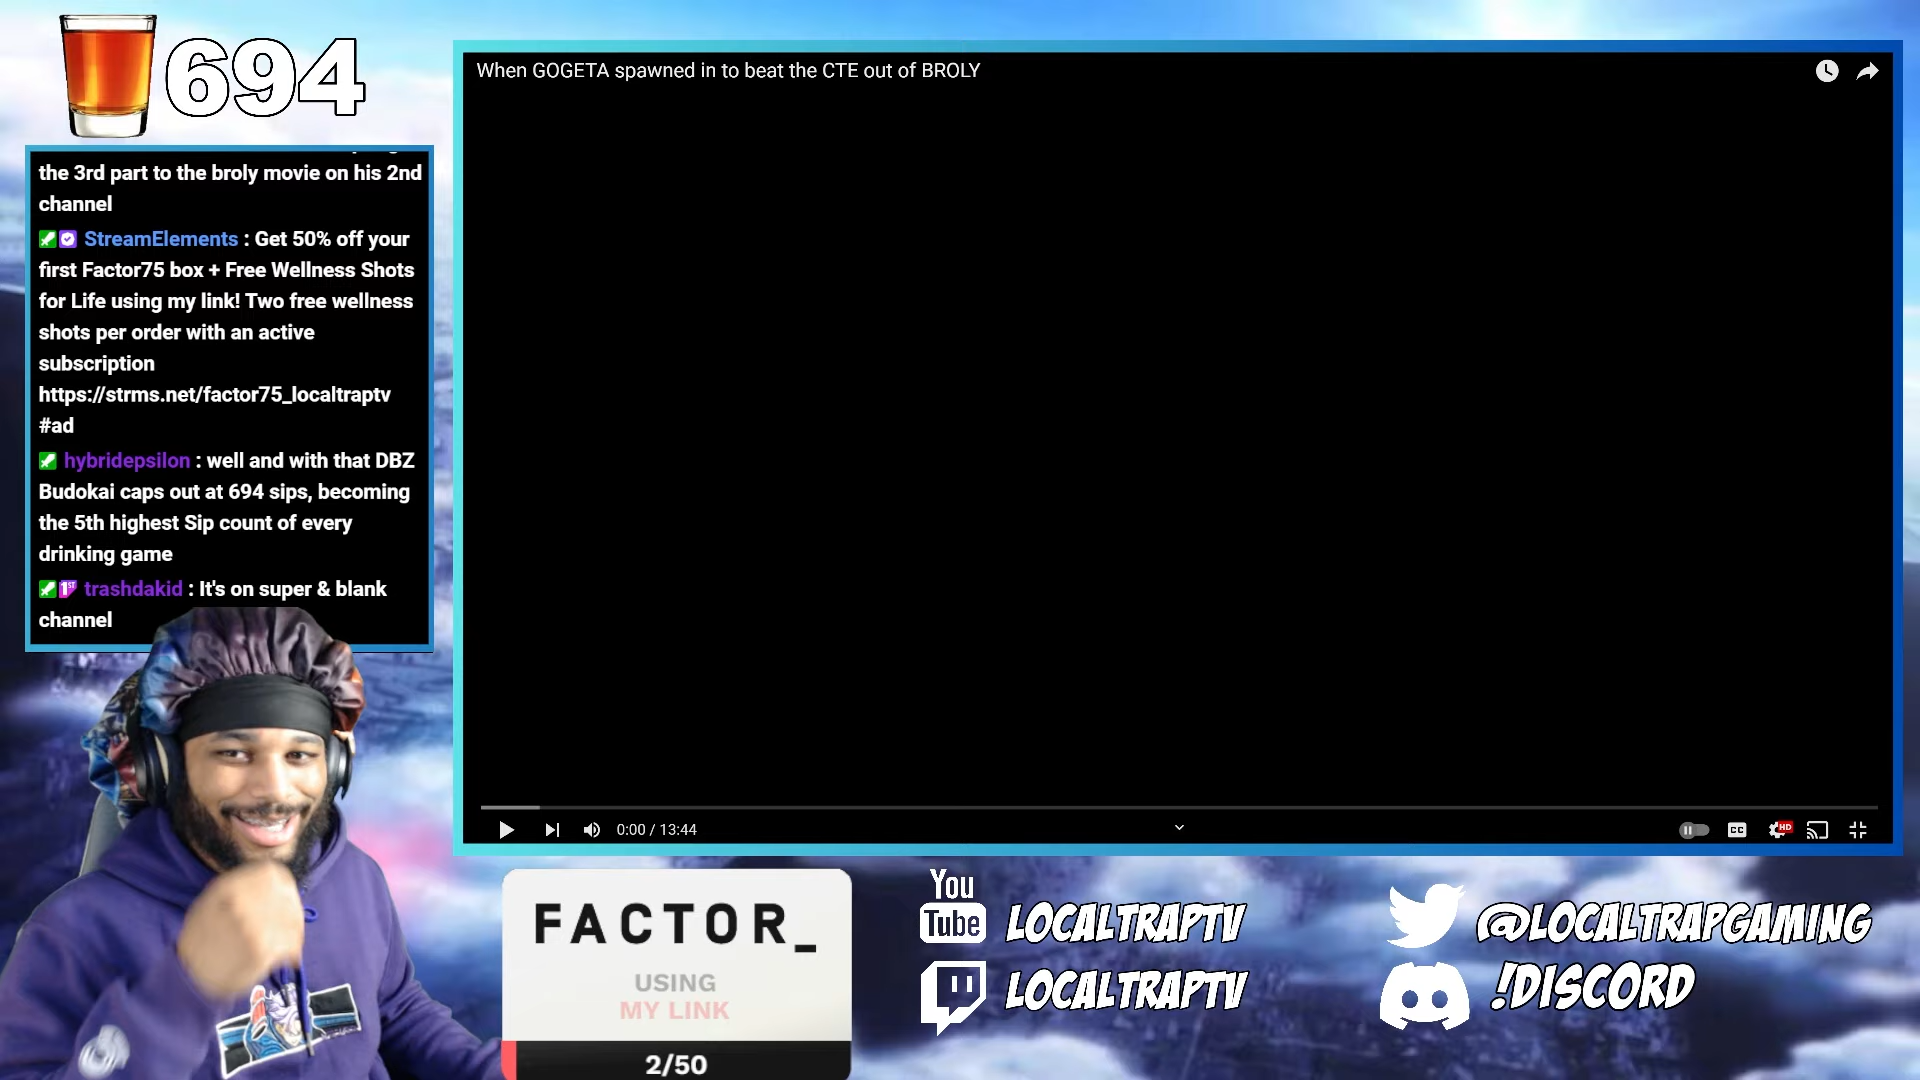 694
the 3rd part to the broly movie on his 2nd
channel
StreamElements : Get 50% off your
first Factor75 box + Free Wellness Shots
for Life using my link! Two free wellness
shots per order with an active
subscription
https://strms.net/factor75_localtraptv
#ad
hybridepsilon : well and with that DBZ
Budokai caps out at 694 sips, becoming
the 5th highest Sip count of every
drinking game
1ST trashdakid : It's on super & blank
channel
When GOGETA spawned in to beat the CTE out of BROLY
0:00 / 13:44
CC
HD
FACTOR_
USING
MY LINK
2/50
You
Tube LOCALTRAPTV
LOCALTRAPTV
@LOCALTRAPGAMING
!DISCORD